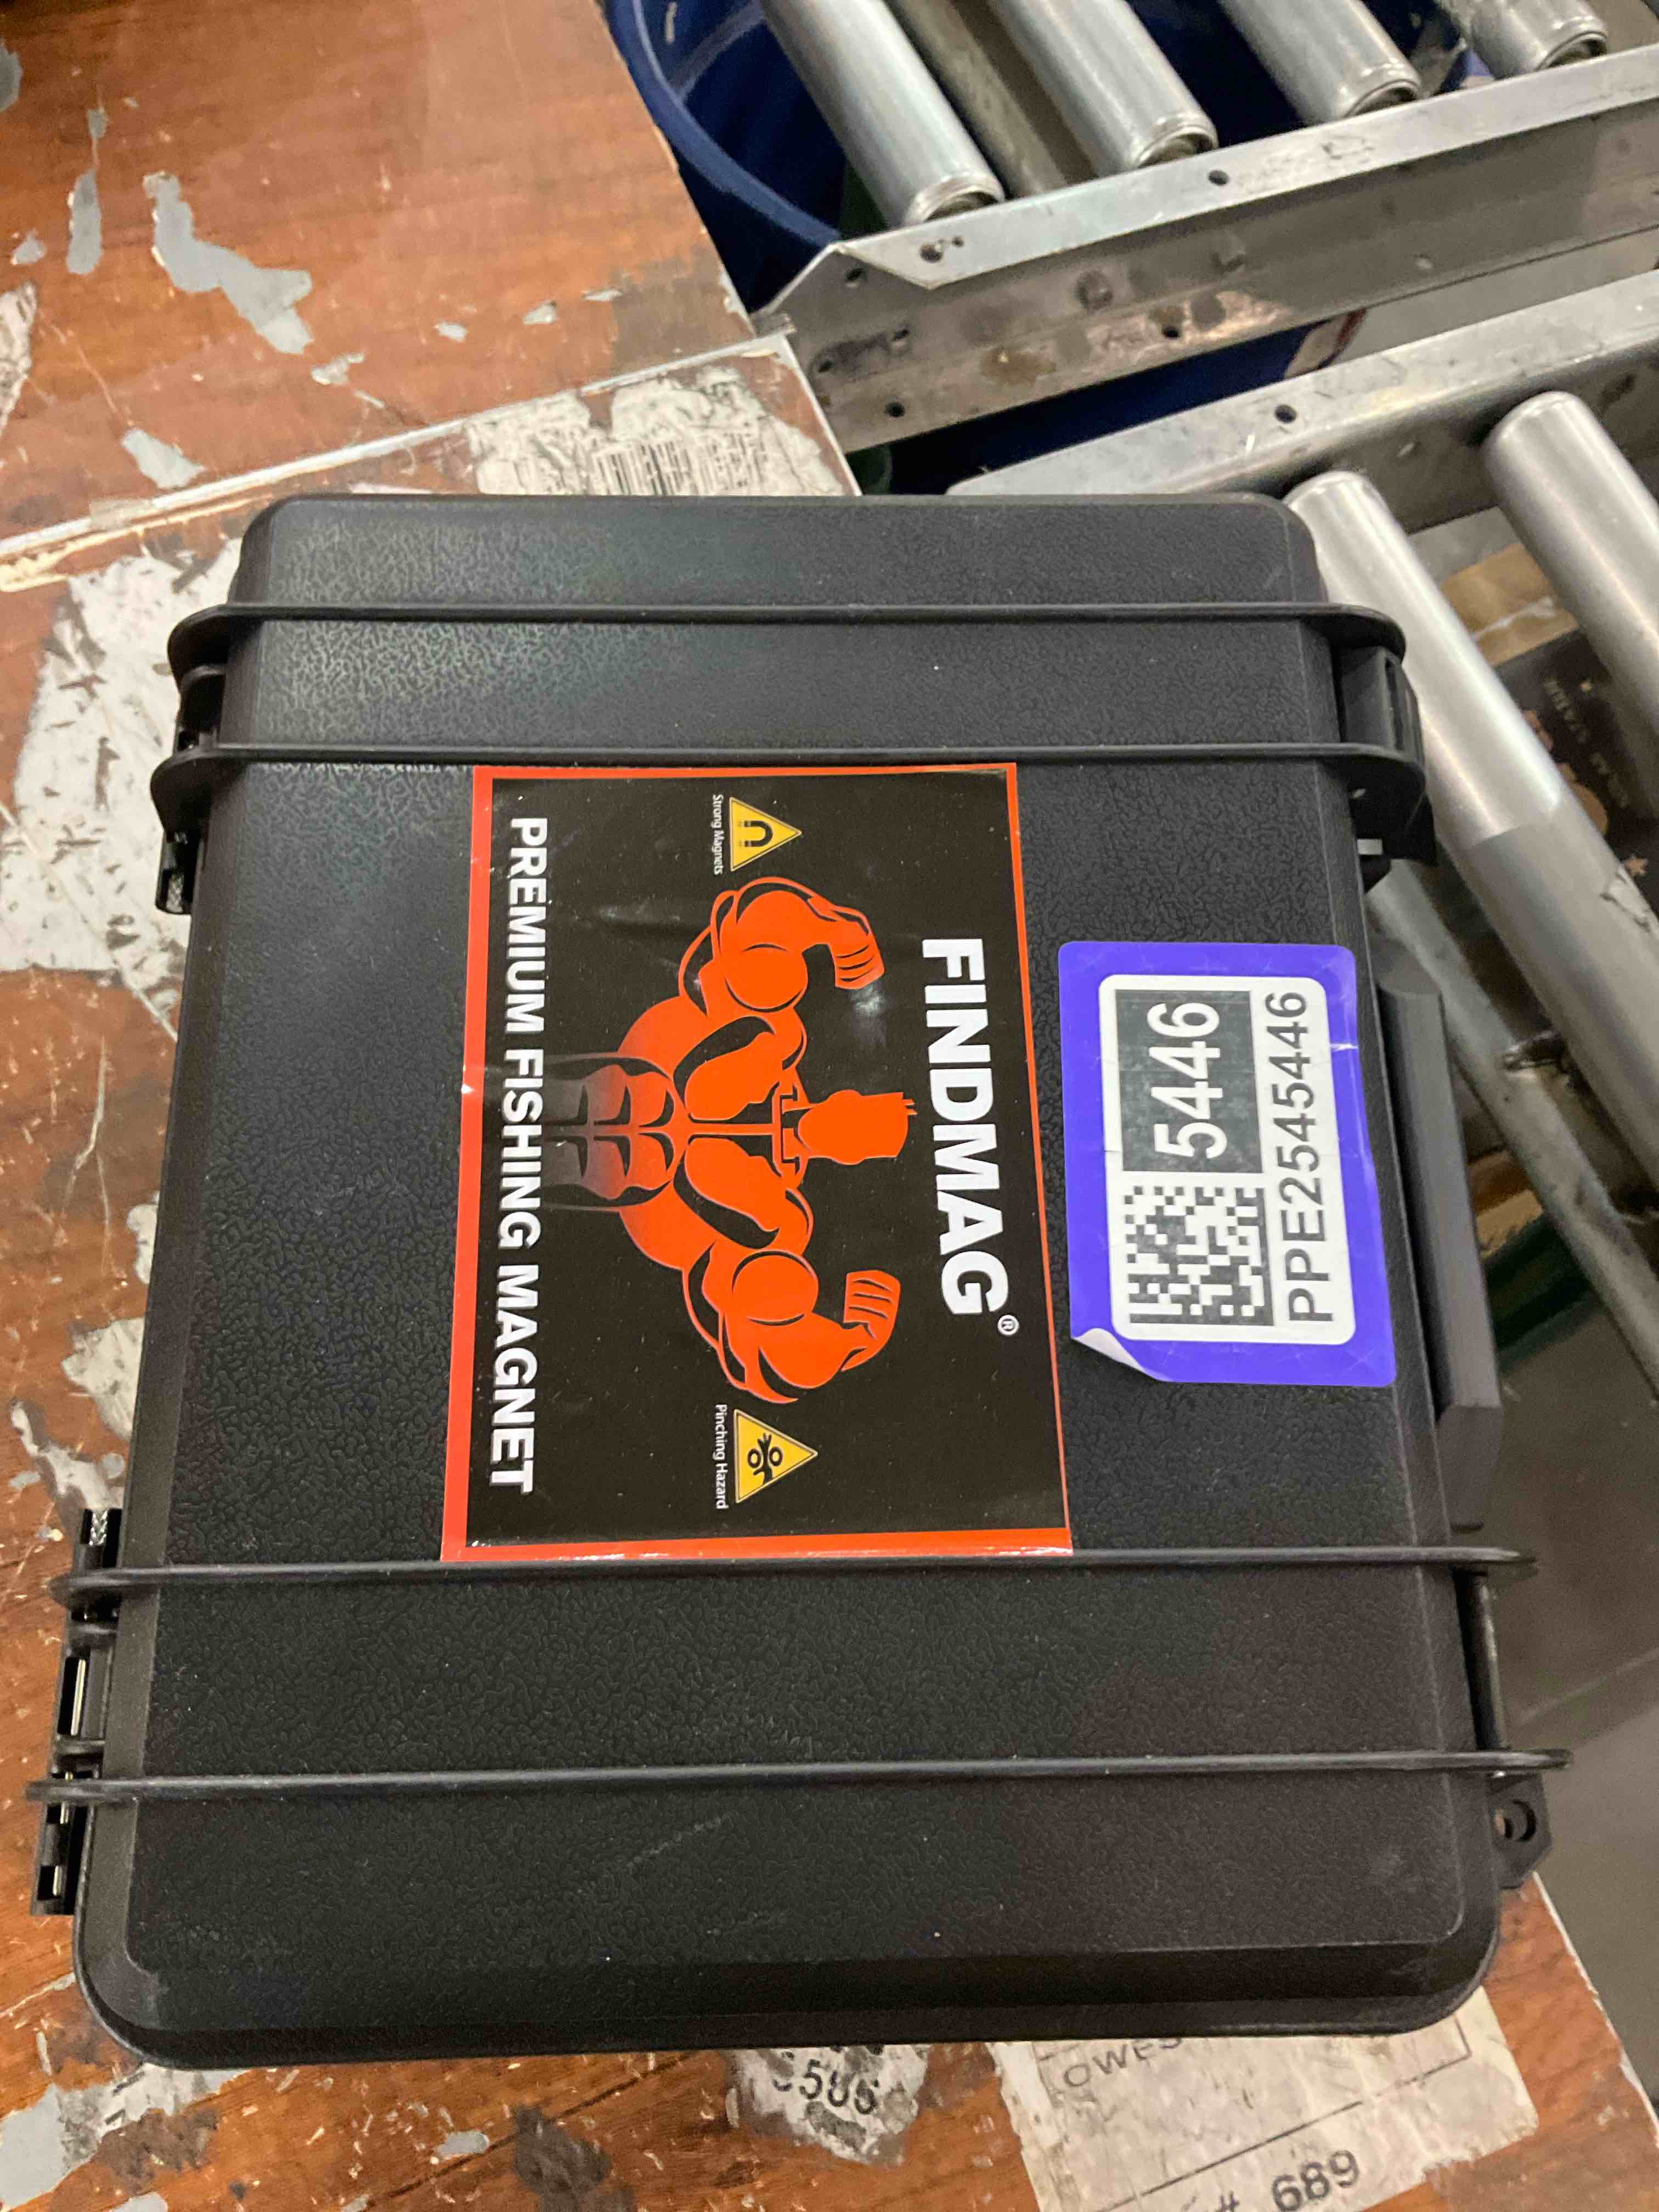 FINDMAG®
Strong Magnets
Pinching Hazard
PREMIUM FISHING MAGNET
5446
PPE2545446
# 689